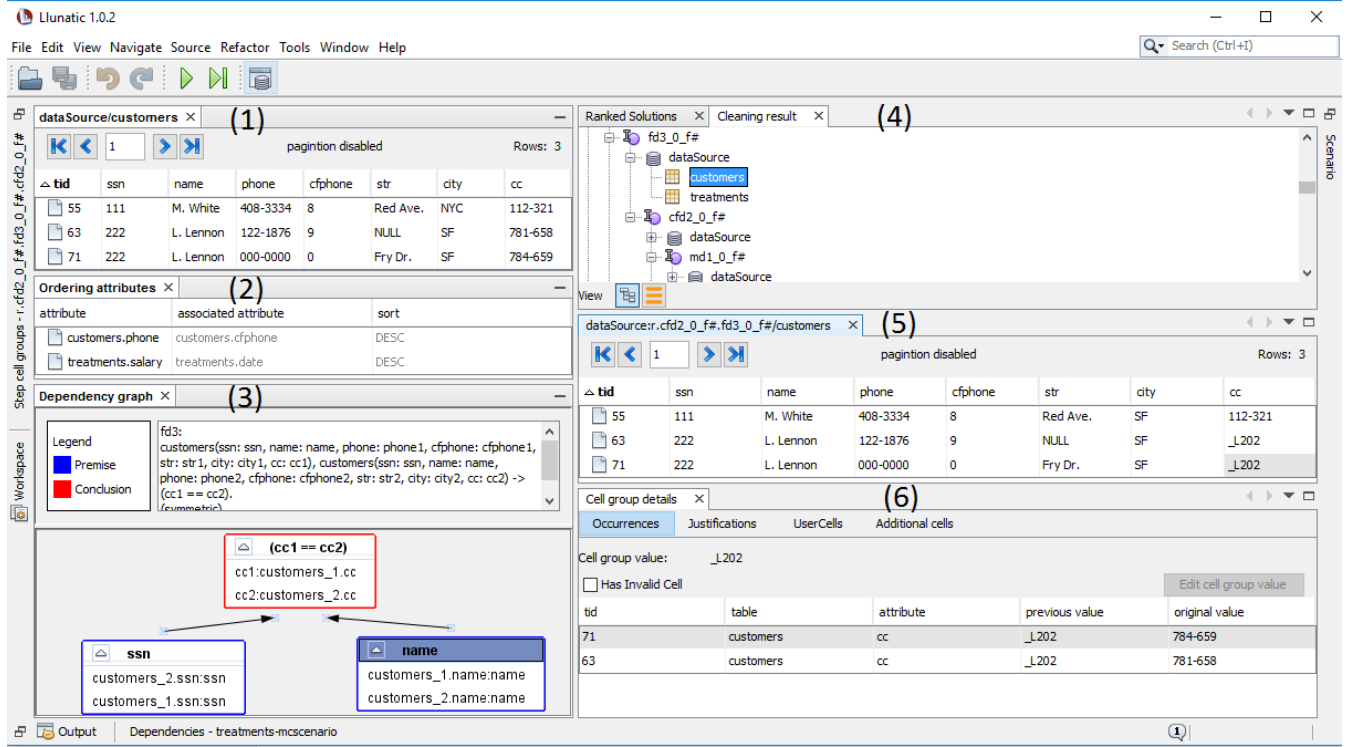 Llunatic 1.0.2
File Edit View Navigate Source Refactor Tools Window Help
Search (Ctrl+I)
Step cell groups - r.cfd2_0_f#.fd3_0_f#.cfd2_0_f#
Workspace
dataSource/customers
(1)
1
pagintion disabled
Rows: 3
tid ssn name phone cfphone str city cc
55 111 M. White 408-3334 8 Red Ave. NYC 112-321
63 222 L. Lennon 122-1876 9 NULL SF 781-658
71 222 L. Lennon 000-0000 0 Fry Dr. SF 784-659
Ordering attributes
(2)
attribute associated attribute sort
customers.phone customers.cfphone DESC
treatments.salary treatments.date DESC
Dependency graph
(3)
Legend
Premise
Conclusion
fd3:
customers(ssn: ssn, name: name, phone: phone1, cfphone: cfphone1,
str: str1, city: city1, cc: cc1), customers(ssn: ssn, name: name,
phone: phone2, cfphone: cfphone2, str: str2, city: city2, cc: cc2) ->
(cc1 == cc2).
(symmetric)
(cc1 == cc2)
cc1:customers_1.cc
cc2:customers_2.cc
ssn
customers_2.ssn:ssn
customers_1.ssn:ssn
name
customers_1.name:name
customers_2.name:name
Ranked Solutions
Cleaning result
(4)
fd3_0_f#
dataSource
customers
treatments
cfd2_0_f#
dataSource
md1_0_f#
dataSource
View
Scenario
dataSource:r.cfd2_0_f#.fd3_0_f#/customers
(5)
1
pagintion disabled
Rows: 3
tid ssn name phone cfphone str city cc
55 111 M. White 408-3334 8 Red Ave. SF 112-321
63 222 L. Lennon 122-1876 9 NULL SF _L202
71 222 L. Lennon 000-0000 0 Fry Dr. SF _L202
Cell group details
(6)
Occurrences Justifications UserCells Additional cells
Cell group value: _L202
Has Invalid Cell
Edit cell group value
tid table attribute previous value original value
71 customers cc _L202 784-659
63 customers cc _L202 781-658
Output
Dependencies - treatments-mcscenario
1